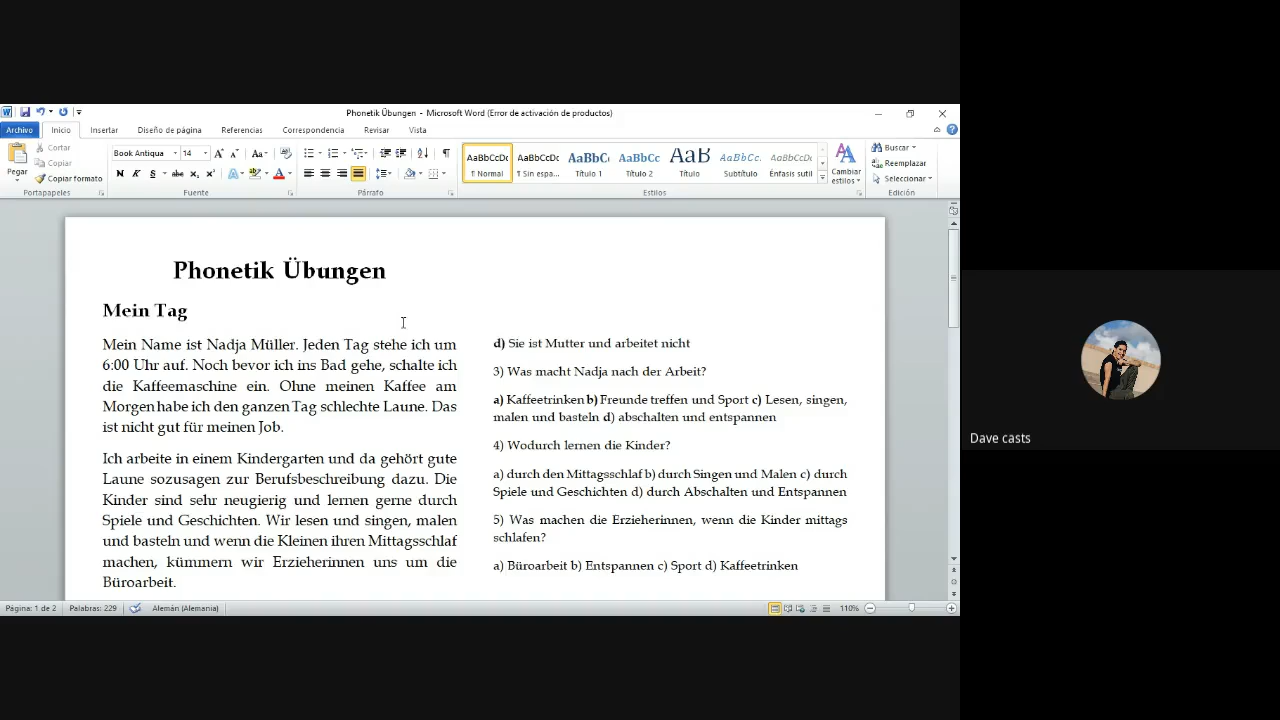 Phonetik Übungen - Microsoft Word (Error de activación de productos)
Archivo Inicio Insertar Diseño de página Referencias Correspondencia Revisar Vista
Pegar
Cortar
Copiar
Copiar formato
Portapapeles
Book Antiqua 14
N K S abc x₂ x²
Fuente
Párrafo
AaBbCcDc AaBbCcDc AaBbC AaBbCc AaB AaBbCc. AaBbCcDi
¶ Normal ¶ Sin espa... Título 1 Título 2 Título Subtítulo Énfasis sutil
Cambiar estilos
Estilos
Buscar
Reemplazar
Seleccionar
Edición
Phonetik Übungen
Mein Tag
Mein Name ist Nadja Müller. Jeden Tag stehe ich um
6:00 Uhr auf. Noch bevor ich ins Bad gehe, schalte ich
die Kaffeemaschine ein. Ohne meinen Kaffee am
Morgen habe ich den ganzen Tag schlechte Laune. Das
ist nicht gut für meinen Job.
Ich arbeite in einem Kindergarten und da gehört gute
Laune sozusagen zur Berufsbeschreibung dazu. Die
Kinder sind sehr neugierig und lernen gerne durch
Spiele und Geschichten. Wir lesen und singen, malen
und basteln und wenn die Kleinen ihren Mittagsschlaf
machen, kümmern wir Erzieherinnen uns um die
Büroarbeit.
d) Sie ist Mutter und arbeitet nicht
3) Was macht Nadja nach der Arbeit?
a) Kaffeetrinken b) Freunde treffen und Sport c) Lesen, singen,
malen und basteln d) abschalten und entspannen
4) Wodurch lernen die Kinder?
a) durch den Mittagsschlaf b) durch Singen und Malen c) durch
Spiele und Geschichten d) durch Abschalten und Entspannen
5) Was machen die Erzieherinnen, wenn die Kinder mittags
schlafen?
a) Büroarbeit b) Entspannen c) Sport d) Kaffeetrinken
Página: 1 de 2 Palabras: 229 Alemán (Alemania) 110%
Dave casts